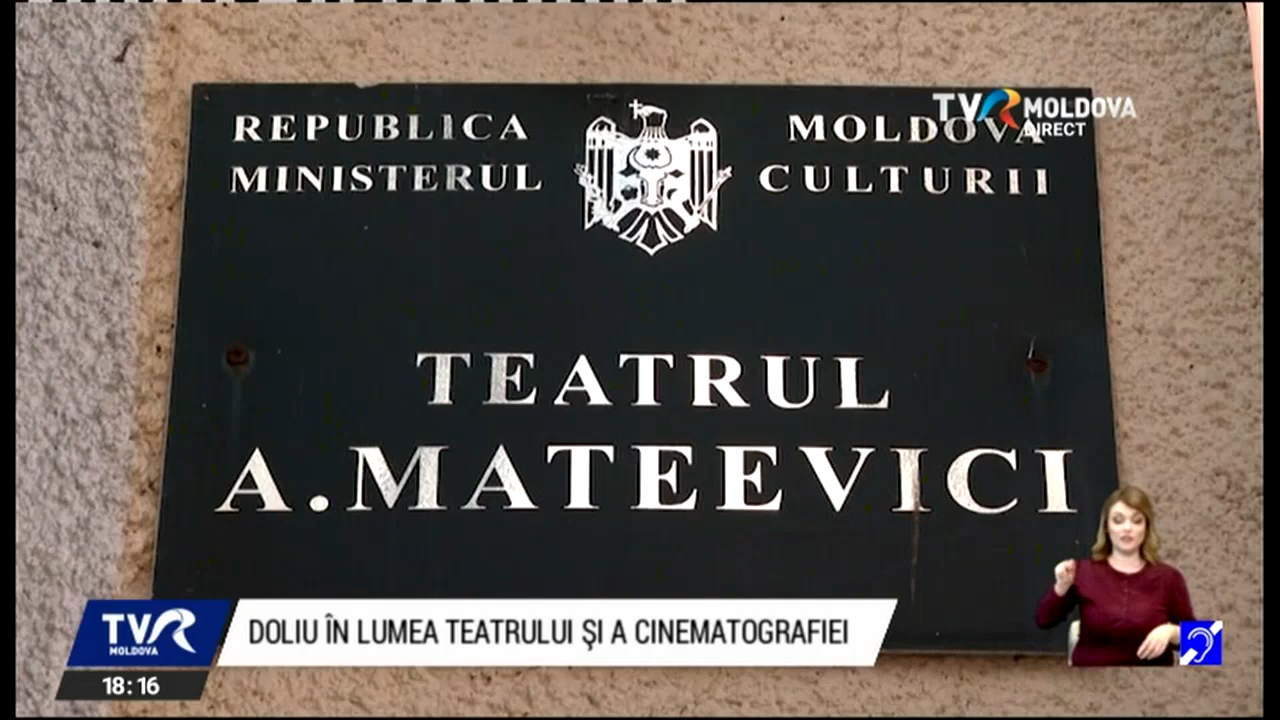 REPUBLICA MOLDOVA
MINISTERUL CULTURII
TVR MOLDOVA
DIRECT
TEATRUL
A.MATEEVICI
TVR
MOLDOVA
DOLIU ÎN LUMEA TEATRULUI ŞI A CINEMATOGRAFIEI
18:16